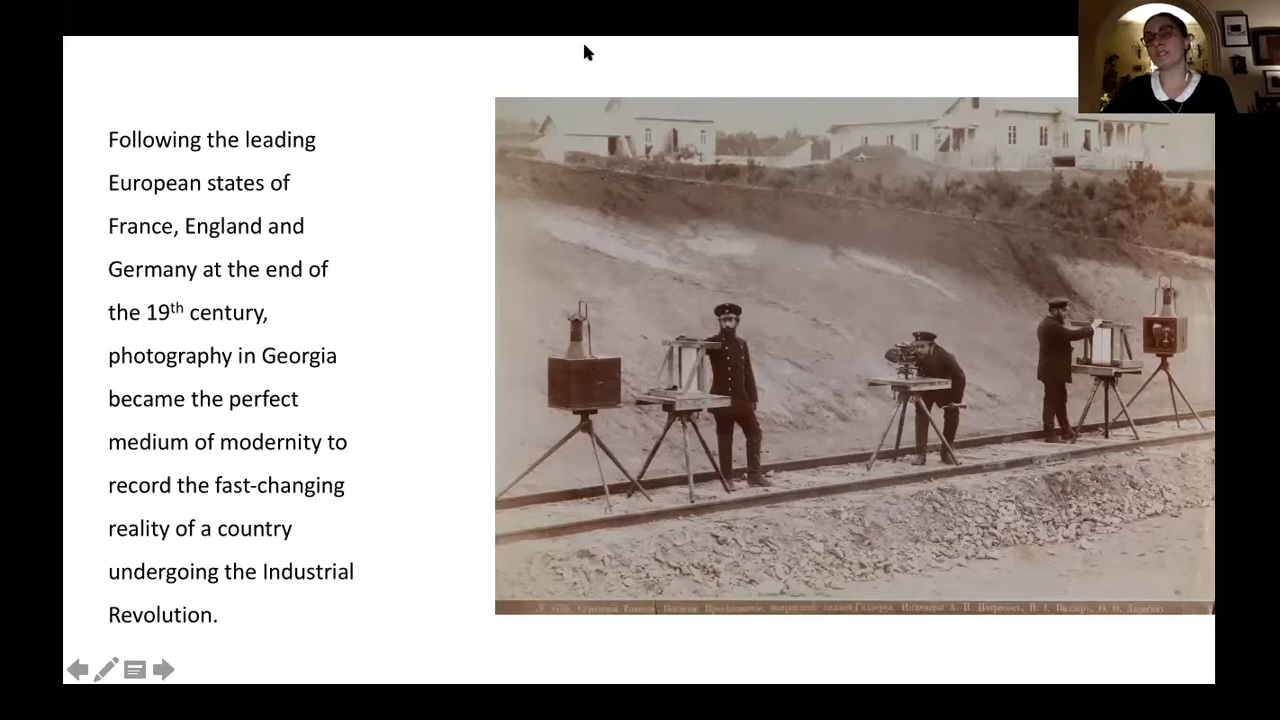 Following the leading
European states of
France, England and
Germany at the end of
the 19th century,
photography in Georgia
became the perfect
medium of modernity to
record the fast-changing
reality of a country
undergoing the Industrial
Revolution.
Инженеры А. В.